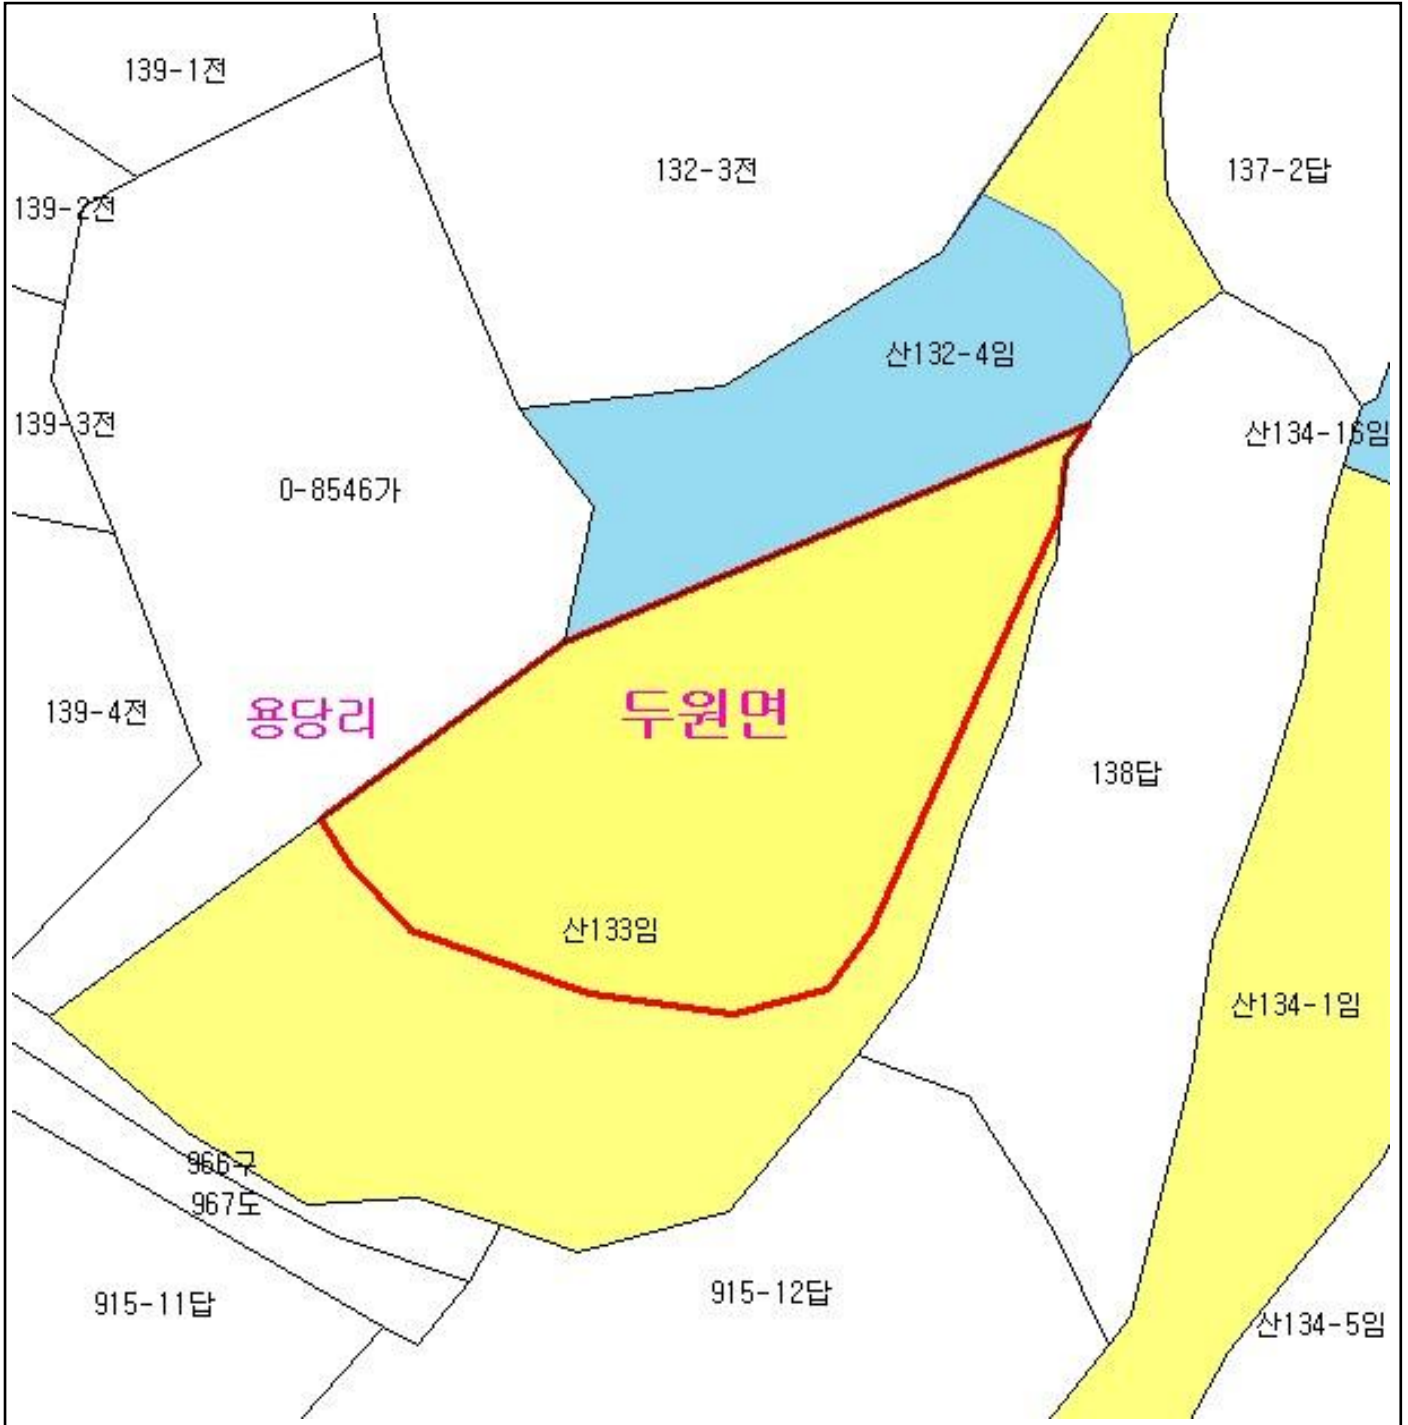 139-1전
132-3전
137-2답
139-2전
산132-4임
139-3전
산134-16임
0-8546가
139-4전
용당리
두원면
138답
산133임
산134-1임
966구
967도
915-11답
915-12답
산134-5임